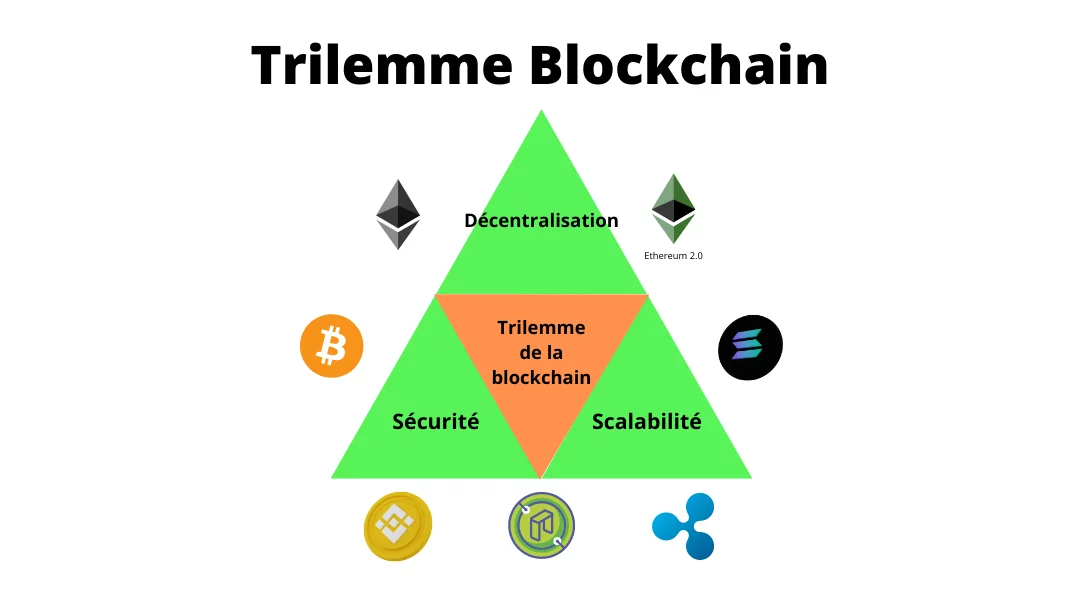 Trilemme Blockchain
Décentralisation
Ethereum 2.0
Trilemme
de la
blockchain
Sécurité
Scalabilité